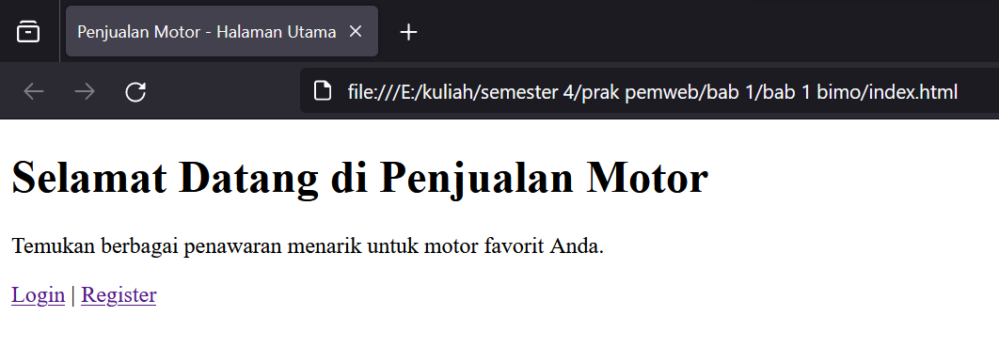 Penjualan Motor - Halaman Utama
file:///E:/kuliah/semester 4/prak pemweb/bab 1/bab 1 bimo/index.html
Selamat Datang di Penjualan Motor
Temukan berbagai penawaran menarik untuk motor favorit Anda.
Login | Register